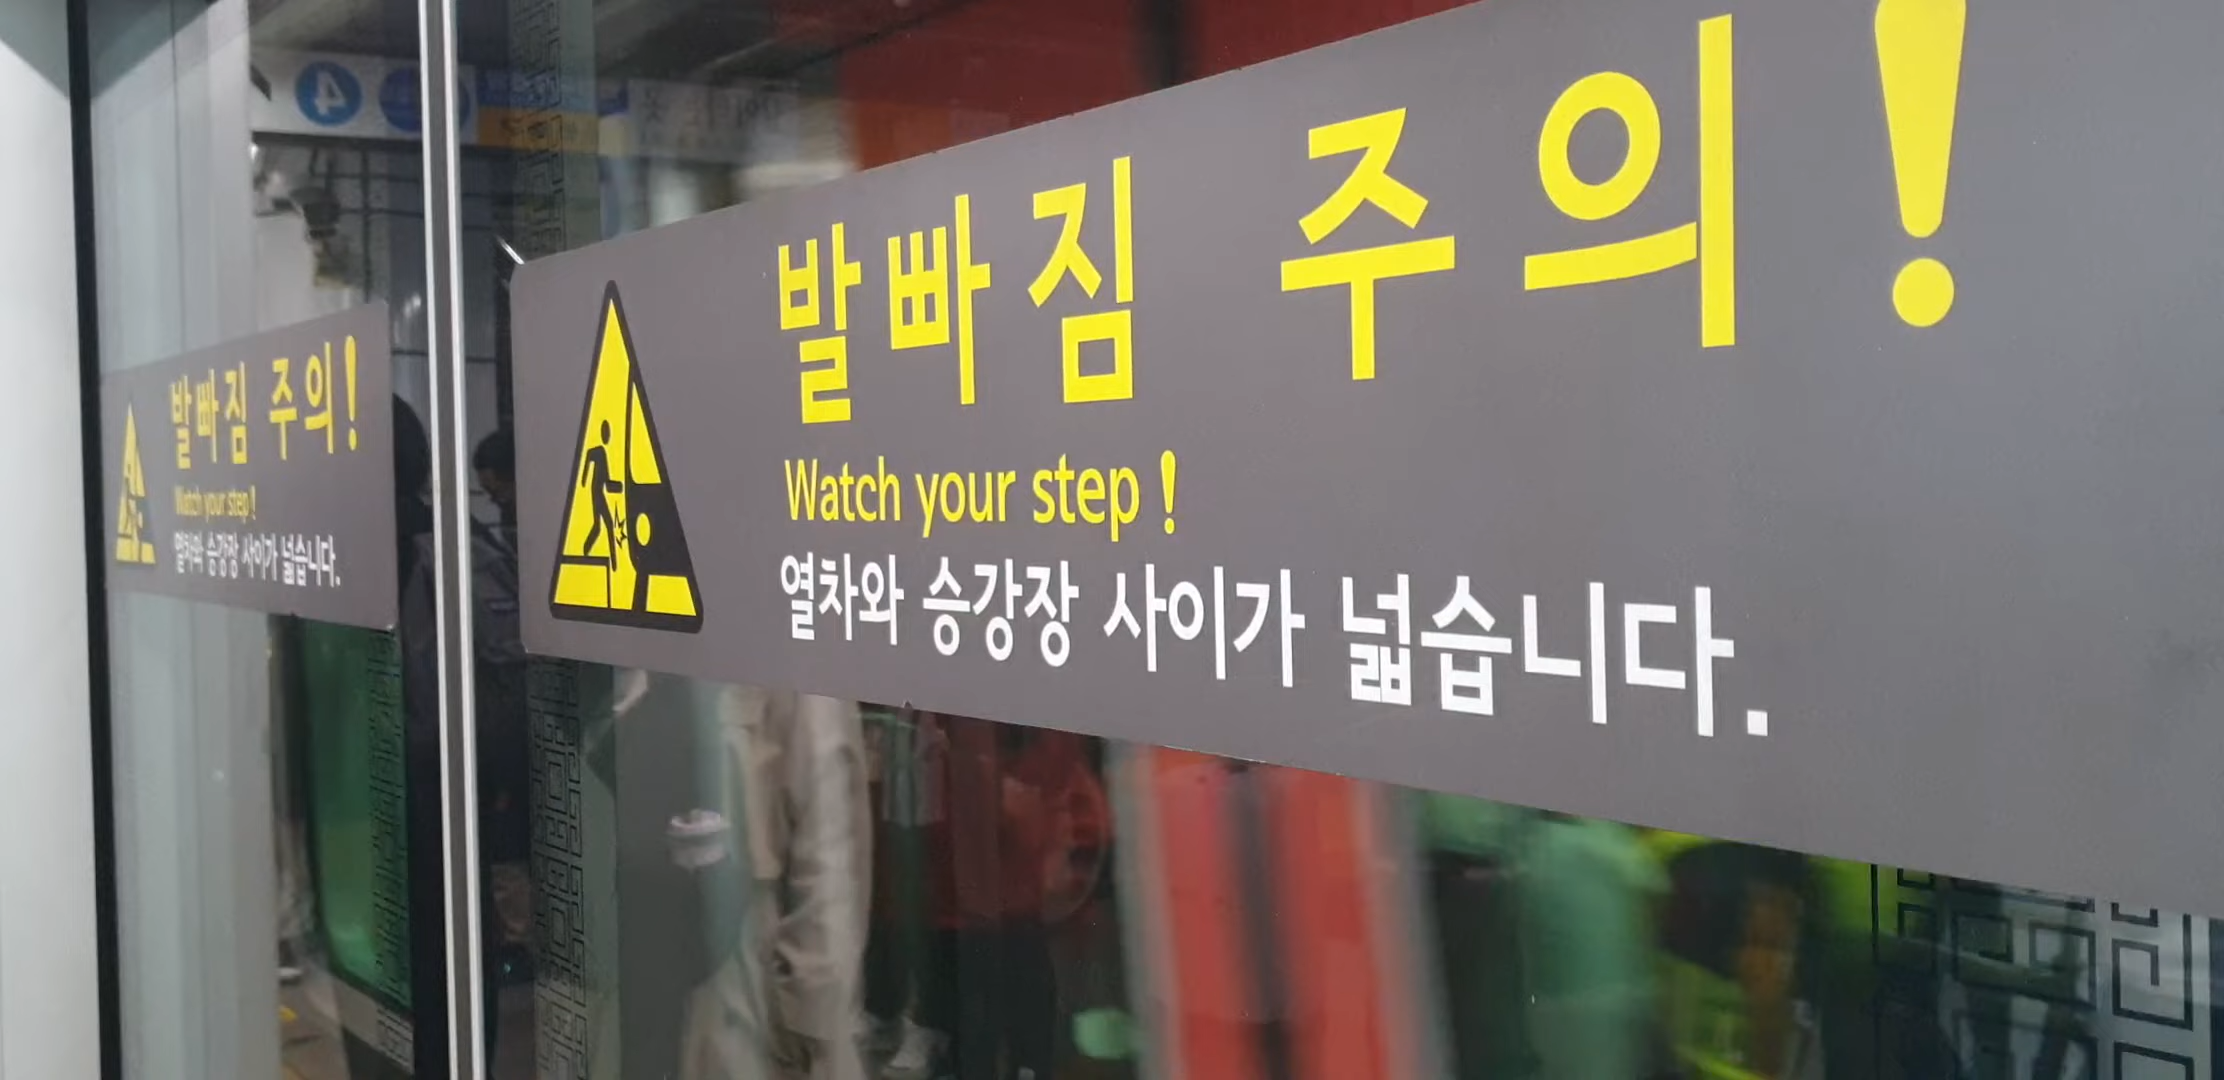 4
발빠짐 주의!
Watch your step!
열차와 승강장 사이가 넓습니다.
발빠짐 주의!
Watch your step !
열차와 승강장 사이가 넓습니다.